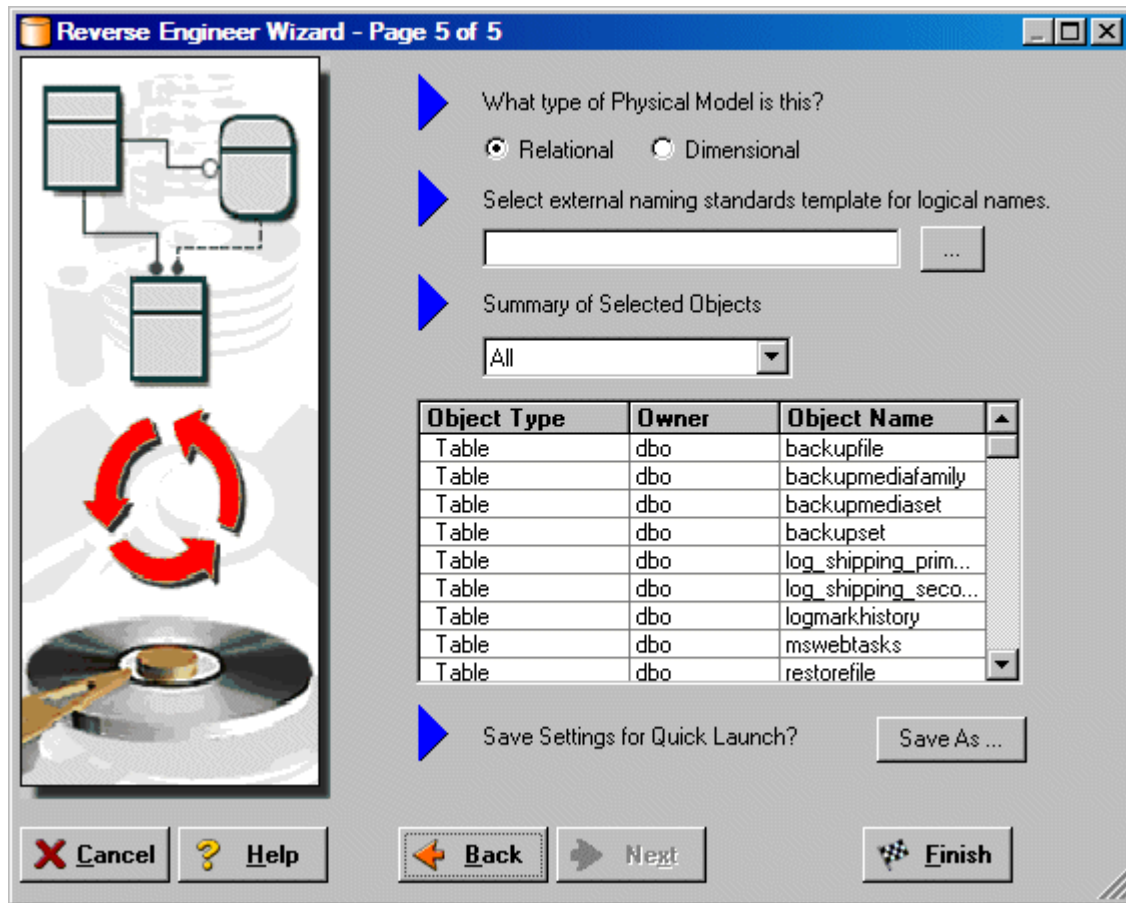 Reverse Engineer Wizard - Page 5 of 5
What type of Physical Model is this?
Relational Dimensional
Select external naming standards template for logical names.
...
Summary of Selected Objects
All
Object Type Owner Object Name
Table dbo backupfile
Table dbo backupmediafamily
Table dbo backupmediaset
Table dbo backupset
Table dbo log_shipping_prim...
Table dbo log_shipping_seco...
Table dbo logmarkhistory
Table dbo mswebtasks
Table dbo restorefile
Save Settings for Quick Launch? Save As ...
Cancel Help Back Next Finish